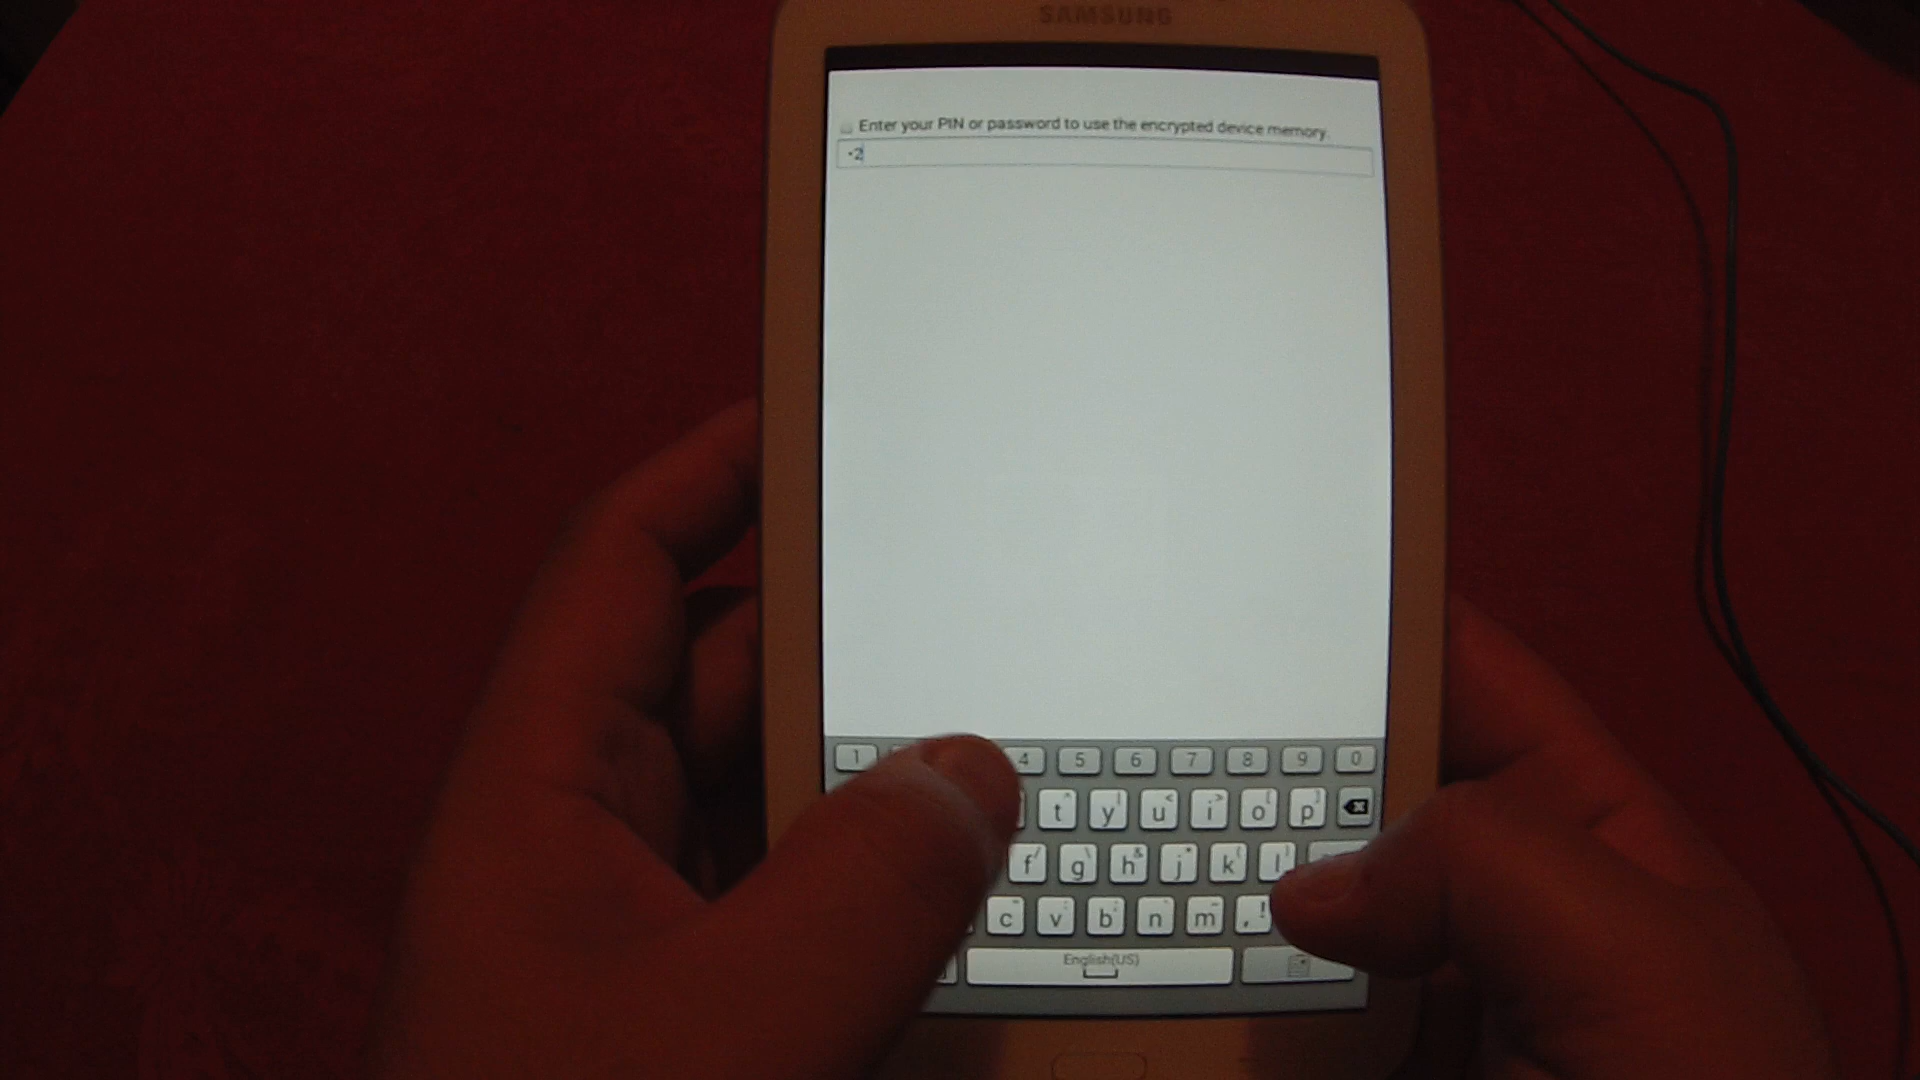 SAMSUNG
Enter your PIN or password to use the encrypted device memory.
•2
1 4 5 6 7 8 9 0
t y u i o p
f g h j k l
c v b n m , !
English(US)